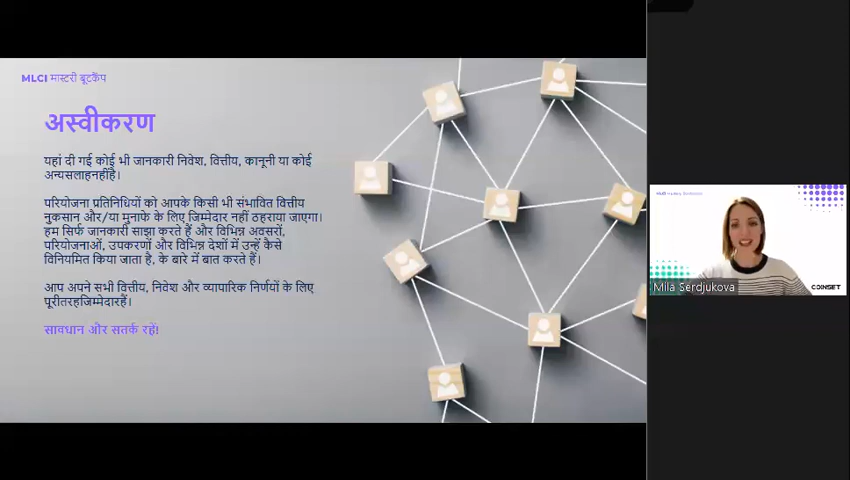 MLCI मास्टरी बूटकैंप
अस्वीकरण
यहां दी गई कोई भी जानकारी निवेश, वित्तीय, कानूनी या कोई
अन्यसलाहनहींहै।
परियोजना प्रतिनिधियों को आपके किसी भी संभावित वित्तीय
नुकसान और/या मुनाफे के लिए जिम्मेदार नहीं ठहराया जाएगा।
हम सिर्फ जानकारी साझा करते हैं और विभिन्न अवसरों,
परियोजनाओं, उपकरणों और विभिन्न देशों में उन्हें कैसे
विनियमित किया जाता है, के बारे में बात करते हैं।
आप अपने सभी वित्तीय, निवेश और व्यापारिक निर्णयों के लिए
पूरीतरहजिम्मेदारहैं।
सावधान और सतर्क रहें!
COINSET
Mila Serdjukova